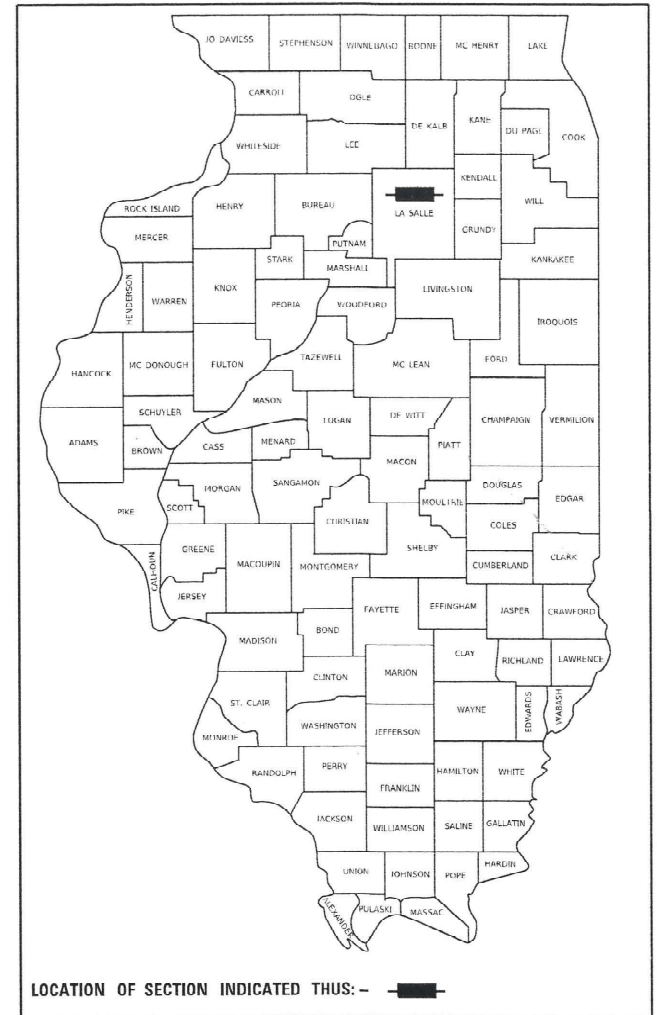 JO DAVIESS STEPHENSON WINNEBAGO BOONE MC HENRY LAKE
CARROLL OGLE DE KALB KANE DU PAGE COOK
WHITESIDE LEE
KENDALL
ROCK ISLAND HENRY BUREAU LA SALLE WILL
MERCER PUTNAM GRUNDY
STARK MARSHALL KANKAKEE
HENDERSON WARREN KNOX PEORIA WOODFORD LIVINGSTON
IROQUOIS
HANCOCK MC DONOUGH FULTON TAZEWELL MC LEAN FORD
MASON
SCHUYLER LOGAN DE WITT CHAMPAIGN VERMILION
ADAMS BROWN CASS MENARD PIATT
MACON
MORGAN SANGAMON DOUGLAS EDGAR
PIKE SCOTT CHRISTIAN MOULTRIE
COLES
GREENE SHELBY
CALHOUN MACOUPIN MONTGOMERY CUMBERLAND CLARK
JERSEY
FAYETTE EFFINGHAM JASPER CRAWFORD
MADISON BOND
CLAY RICHLAND LAWRENCE
CLINTON MARION
ST. CLAIR WAYNE EDWARDS WABASH
WASHINGTON JEFFERSON
MONROE
RANDOLPH PERRY HAMILTON WHITE
FRANKLIN
JACKSON WILLIAMSON SALINE GALLATIN
UNION JOHNSON POPE HARDIN
ALEXANDER PULASKI MASSAC
LOCATION OF SECTION INDICATED THUS: –